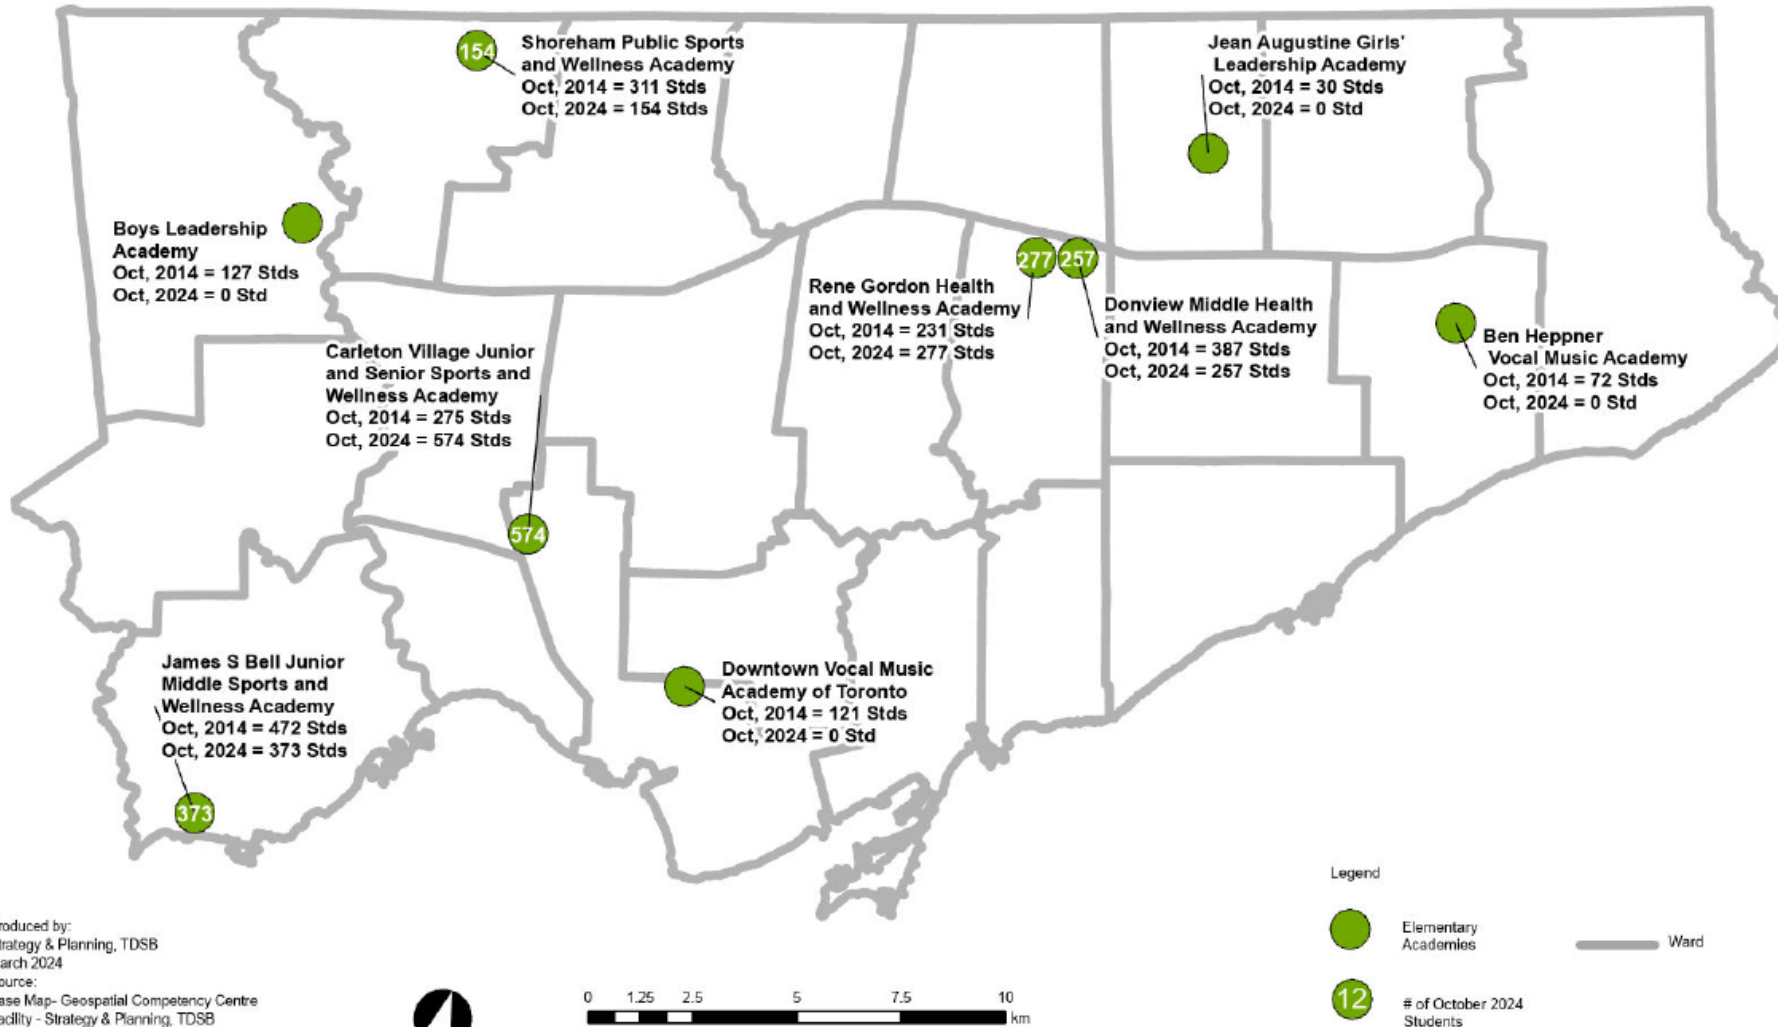 154
Shoreham Public Sports
and Wellness Academy
Oct, 2014 = 311 Stds
Oct, 2024 = 154 Stds
Jean Augustine Girls'
Leadership Academy
Oct, 2014 = 30 Stds
Oct, 2024 = 0 Std
Boys Leadership
Academy
Oct, 2014 = 127 Stds
Oct, 2024 = 0 Std
277
257
Rene Gordon Health
and Wellness Academy
Oct, 2014 = 231 Stds
Oct, 2024 = 277 Stds
Donview Middle Health
and Wellness Academy
Oct, 2014 = 387 Stds
Oct, 2024 = 257 Stds
Ben Heppner
Vocal Music Academy
Oct, 2014 = 72 Stds
Oct, 2024 = 0 Std
Carleton Village Junior
and Senior Sports and
Wellness Academy
Oct, 2014 = 275 Stds
Oct, 2024 = 574 Stds
574
James S Bell Junior
Middle Sports and
Wellness Academy
Oct, 2014 = 472 Stds
Oct, 2024 = 373 Stds
373
Downtown Vocal Music
Academy of Toronto
Oct, 2014 = 121 Stds
Oct, 2024 = 0 Std
roduced by:
trategy & Planning, TDSB
arch 2024
ource:
ase Map- Geospatial Competency Centre
acility - Strategy & Planning, TDSB
0 1.25 2.5 5 7.5 10
km
Legend
Elementary
Academies
Ward
12
# of October 2024
Students